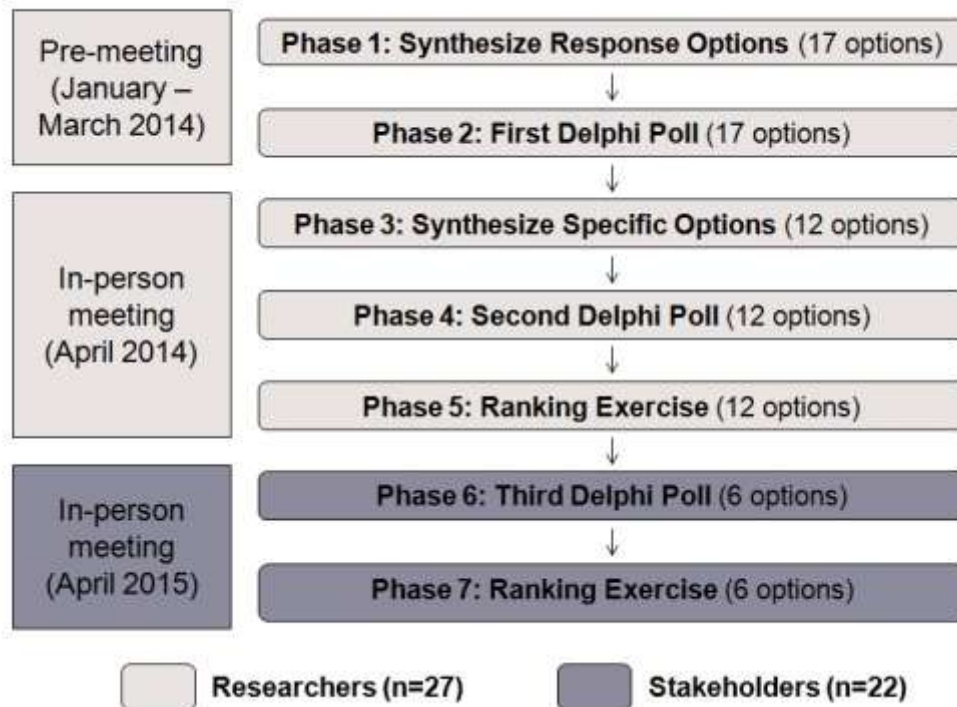 Pre-meeting
(January –
March 2014)
Phase 1: Synthesize Response Options (17 options)
Phase 2: First Delphi Poll (17 options)
In-person
meeting
(April 2014)
Phase 3: Synthesize Specific Options (12 options)
Phase 4: Second Delphi Poll (12 options)
Phase 5: Ranking Exercise (12 options)
In-person
meeting
(April 2015)
Phase 6: Third Delphi Poll (6 options)
Phase 7: Ranking Exercise (6 options)
Researchers (n=27)
Stakeholders (n=22)